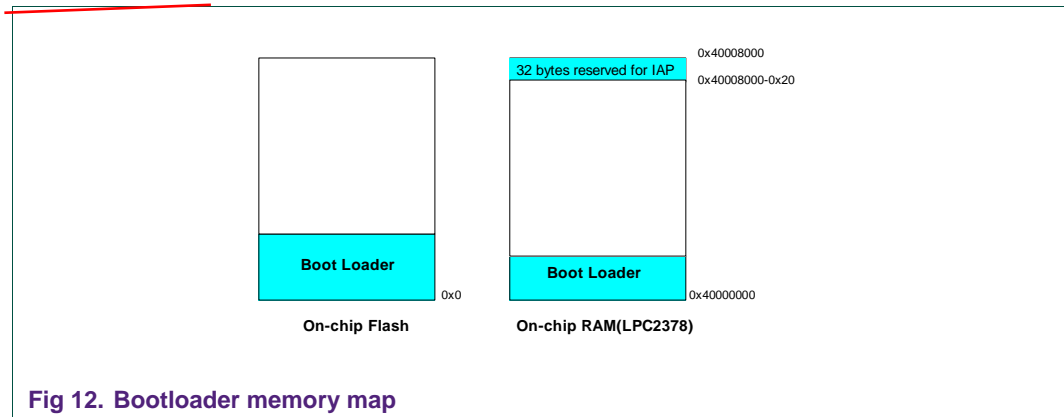 0x40008000
32 bytes reserved for IAP
0x40008000-0x20
Boot Loader
Boot Loader
0x0
0x40000000
On-chip Flash
On-chip RAM(LPC2378)
Fig 12. Bootloader memory map